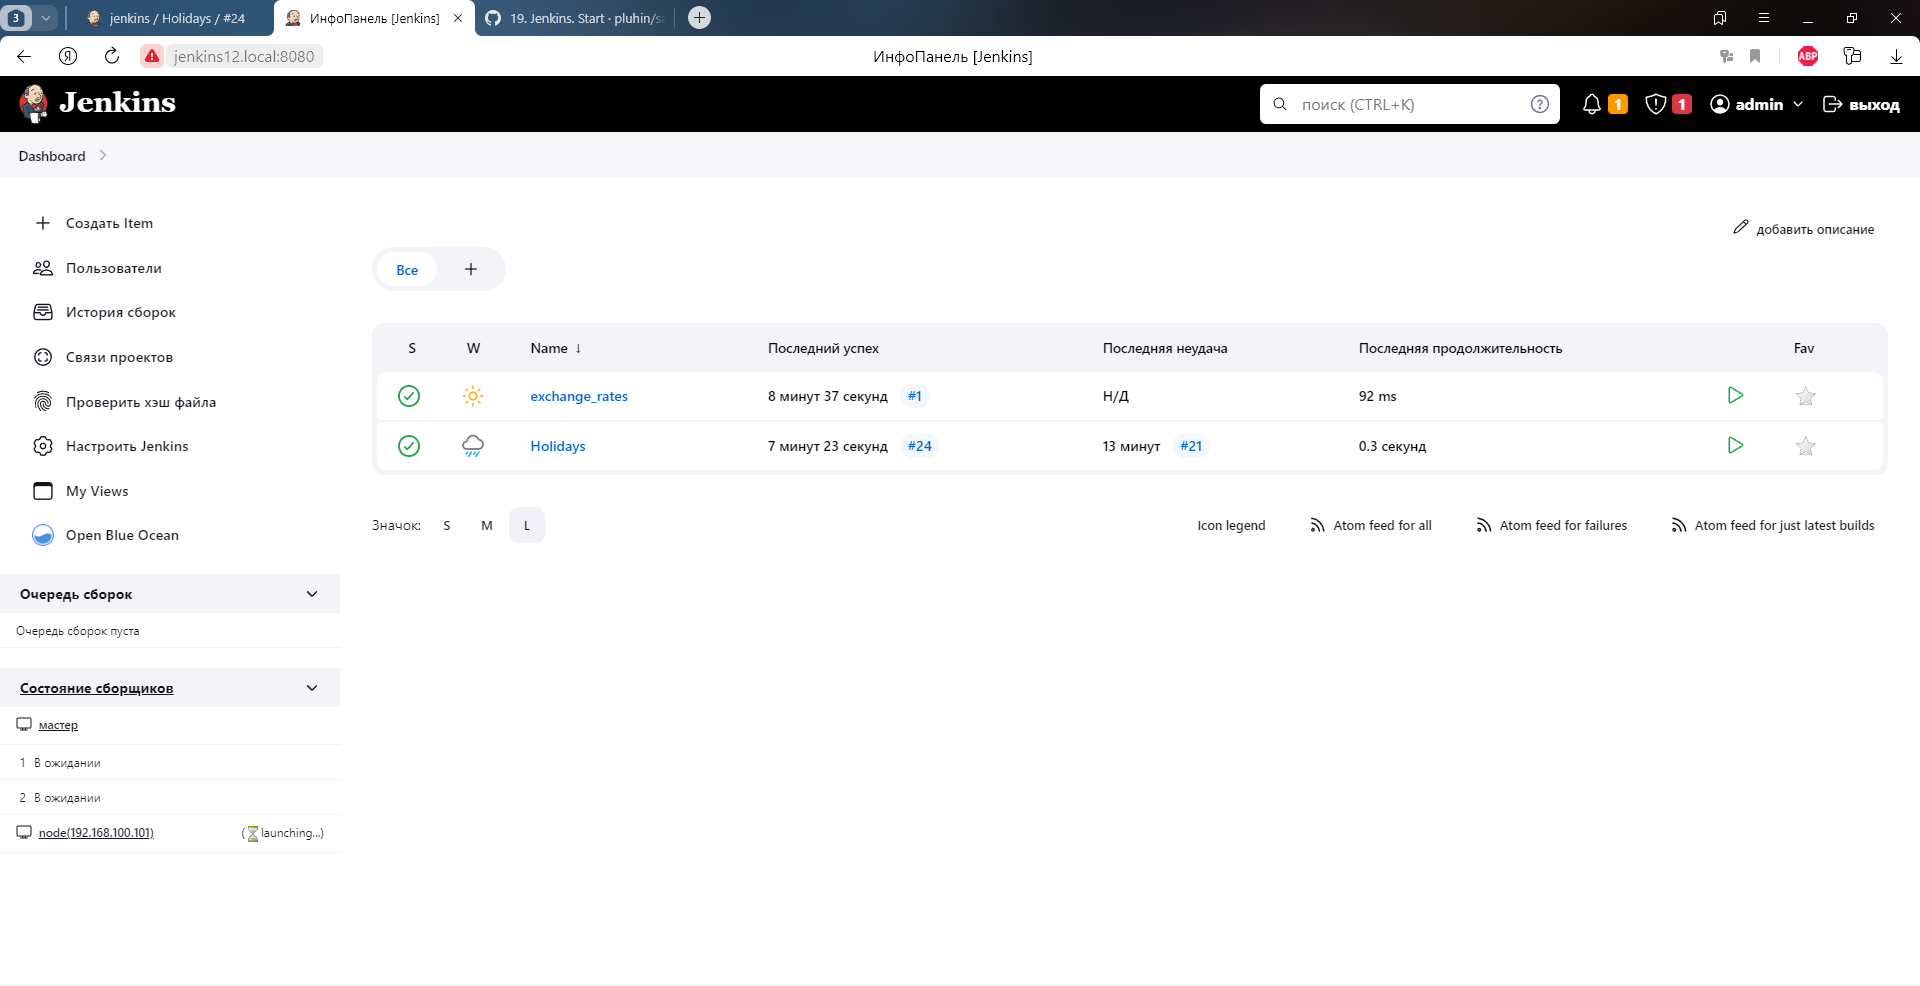 3 jenkins / Holidays / #24 ИнфоПанель [Jenkins] 19. Jenkins. Start · pluhin/s
jenkins12.local:8080 ИнфоПанель [Jenkins] ABP
Jenkins поиск (CTRL+K) 1 1 admin выход
Dashboard
Создать Item
Пользователи
История сборок
Связи проектов
Проверить хэш файла
Настроить Jenkins
My Views
Open Blue Ocean
Очередь сборок
Очередь сборок пуста
Состояние сборщиков
мастер
1 В ожидании
2 В ожидании
node(192.168.100.101) (launching...)
добавить описание
Все +
S W Name ↓ Последний успех Последняя неудача Последняя продолжительность Fav
exchange_rates 8 минут 37 секунд #1 Н/Д 92 ms
Holidays 7 минут 23 секунд #24 13 минут #21 0.3 секунд
Значок: S M L Icon legend Atom feed for all Atom feed for failures Atom feed for just latest builds